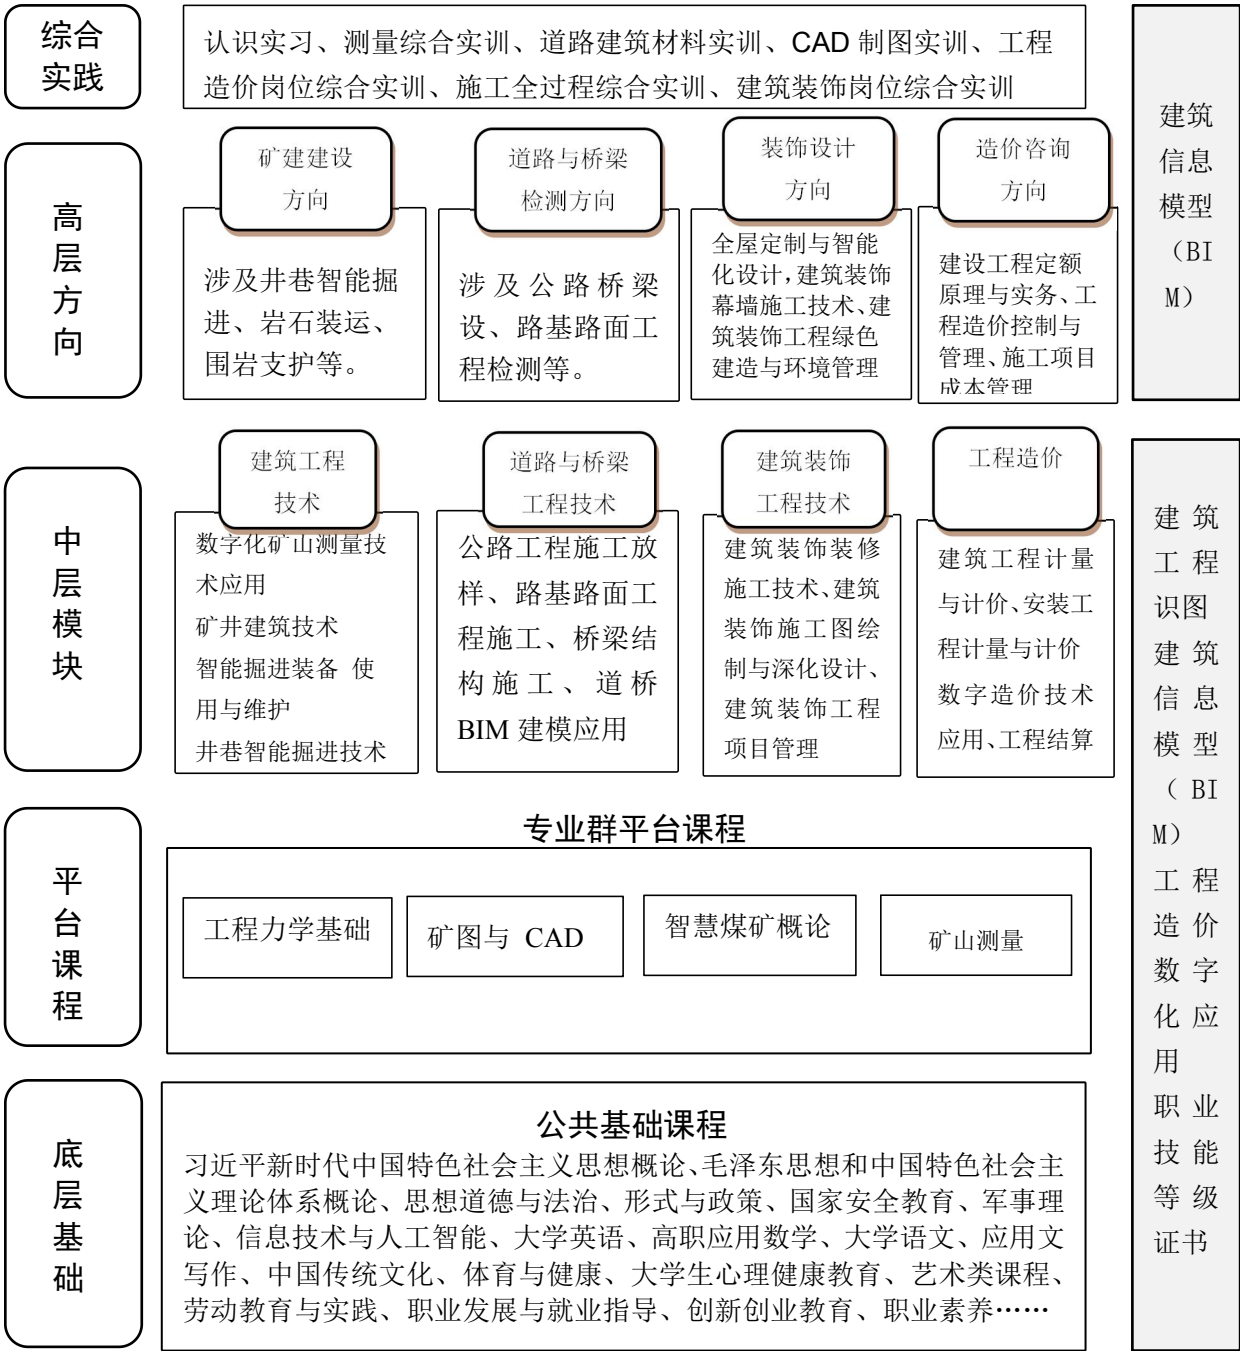 综合
实践
认识实习、测量综合实训、道路建筑材料实训、CAD 制图实训、工程
造价岗位综合实训、施工全过程综合实训、建筑装饰岗位综合实训
建筑
信息
模型
（BI
M）
高
层
方
向
矿建建设
方向
涉及井巷智能掘
进、岩石装运、
围岩支护等。
道路与桥梁
检测方向
涉及公路桥梁
设、路基路面工
程检测等。
装饰设计
方向
全屋定制与智能
化设计，建筑装饰
幕墙施工技术、建
筑装饰工程绿色
建造与环境管理
造价咨询
方向
建设工程定额
原理与实务、工
程造价控制与
管理、施工项目
成本管理
中
层
模
块
建筑工程
技术
数字化矿山测量技
术应用
矿井建筑技术
智能掘进装备 使
用与维护
井巷智能掘进技术
道路与桥梁
工程技术
公路工程施工放
样、路基路面工
程施工、桥梁结
构施工、道桥
BIM 建模应用
建筑装饰
工程技术
建筑装饰装修
施工技术、建筑
装饰施工图绘
制与深化设计、
建筑装饰工程
项目管理
工程造价
建筑工程计量
与计价、安装工
程计量与计价
数字造价技术
应用、工程结算
建筑
工程
识图
建筑
信息
模型
（BI
M）
工程
造价
数字
化应
用
职业
技能
等级
证书
平
台
课
程
专业群平台课程
工程力学基础
矿图与 CAD
智慧煤矿概论
矿山测量
底
层
基
础
公共基础课程
习近平新时代中国特色社会主义思想概论、毛泽东思想和中国特色社会主
义理论体系概论、思想道德与法治、形式与政策、国家安全教育、军事理
论、信息技术与人工智能、大学英语、高职应用数学、大学语文、应用文
写作、中国传统文化、体育与健康、大学生心理健康教育、艺术类课程、
劳动教育与实践、职业发展与就业指导、创新创业教育、职业素养……